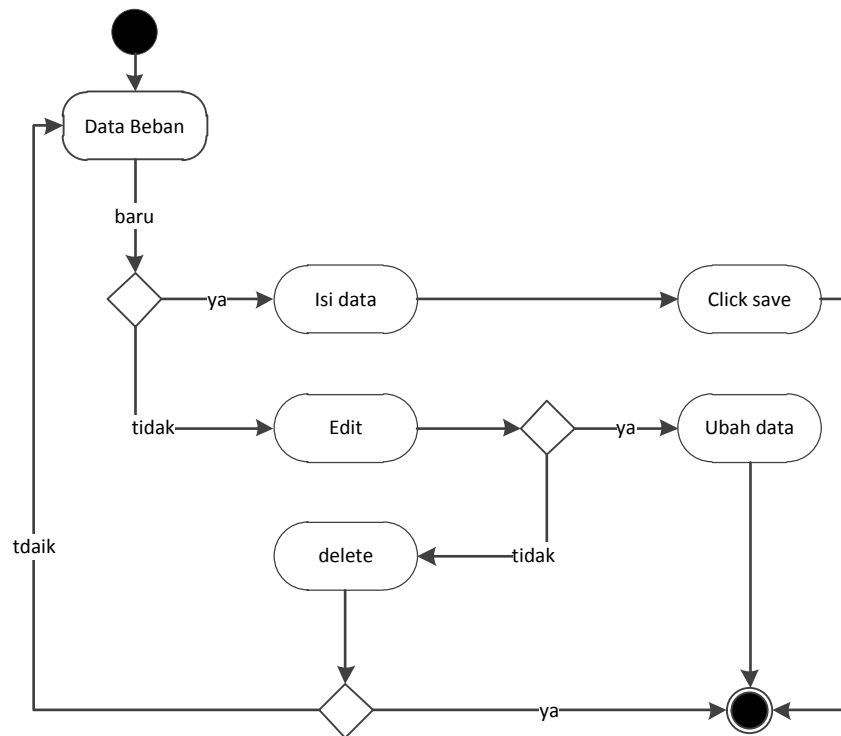 Data Beban
baru
ya
Isi data
Click save
tidak
Edit
ya
Ubah data
tdaik
delete
tidak
ya